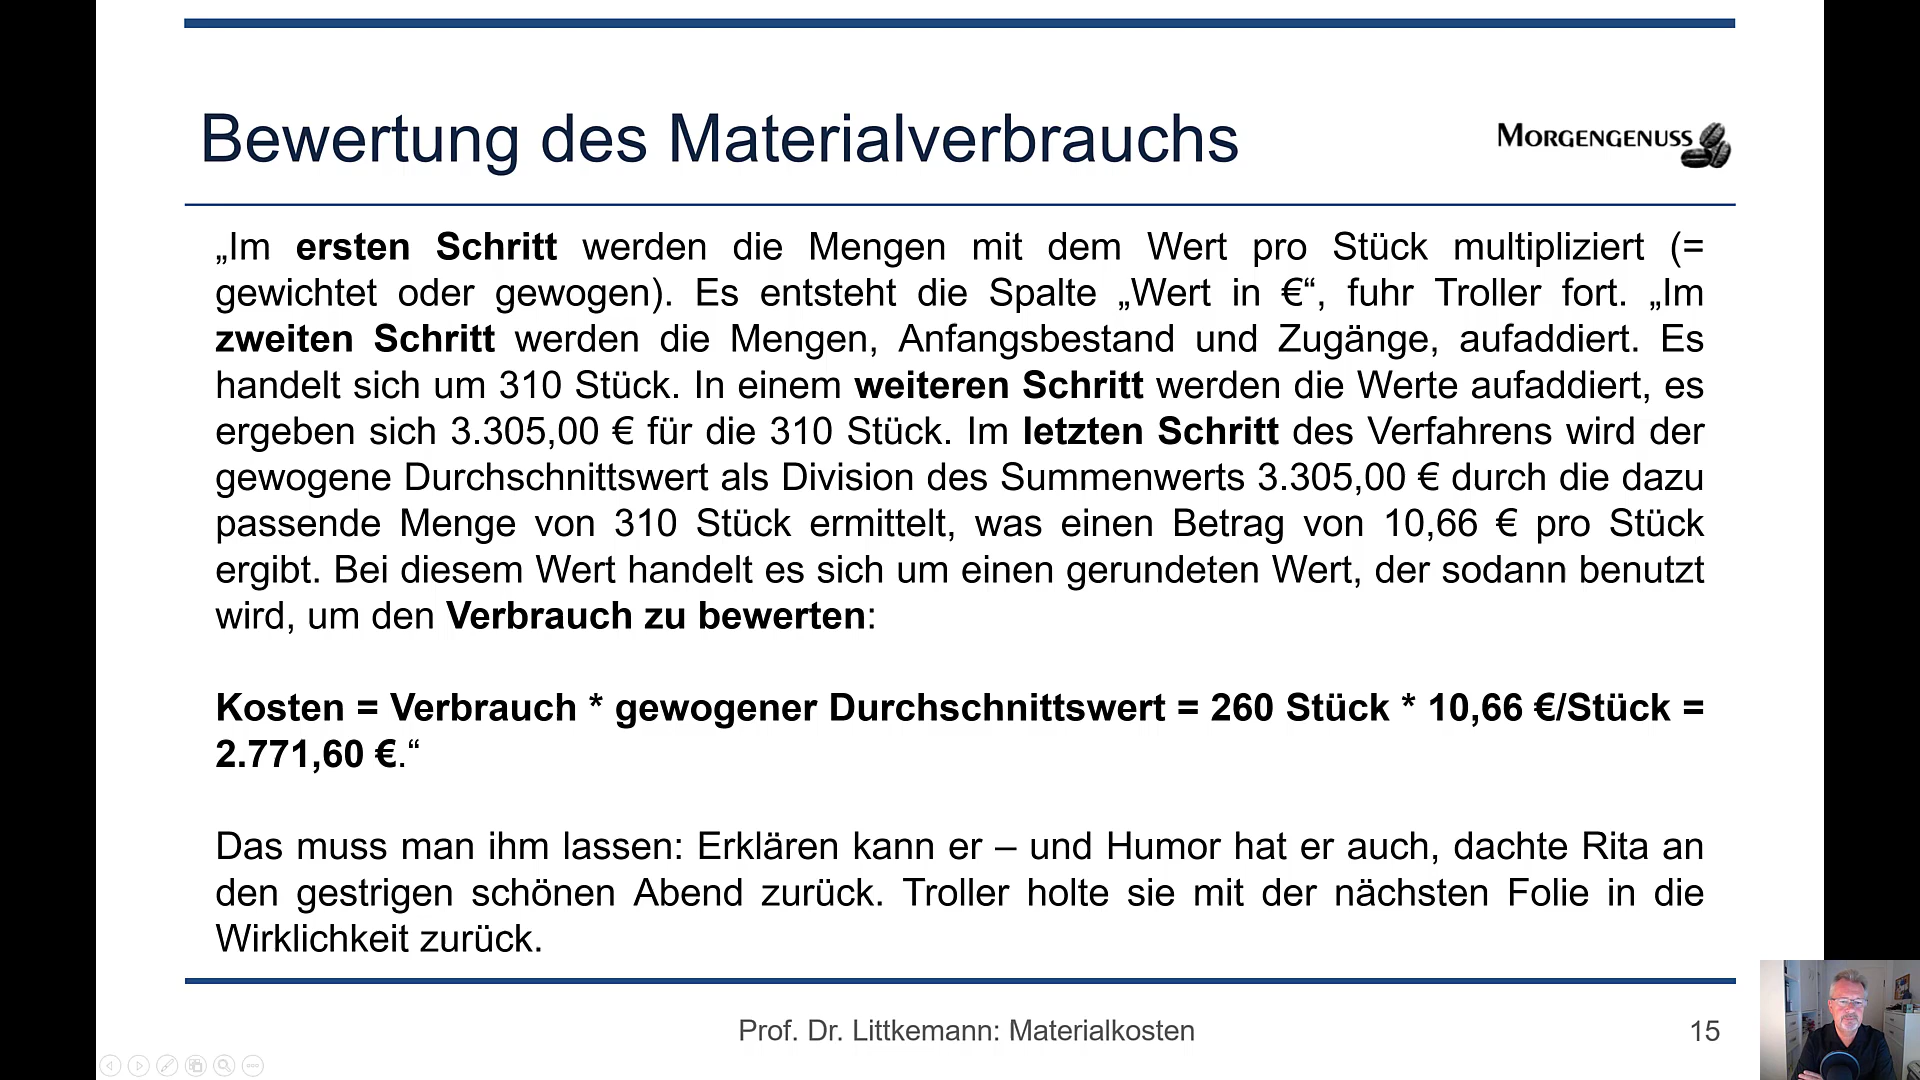 Bewertung des Materialverbrauchs
MORGENGENUSS
„Im ersten Schritt werden die Mengen mit dem Wert pro Stück multipliziert (=
gewichtet oder gewogen). Es entsteht die Spalte „Wert in €“, fuhr Troller fort. „Im
zweiten Schritt werden die Mengen, Anfangsbestand und Zugänge, aufaddiert. Es
handelt sich um 310 Stück. In einem weiteren Schritt werden die Werte aufaddiert, es
ergeben sich 3.305,00 € für die 310 Stück. Im letzten Schritt des Verfahrens wird der
gewogene Durchschnittswert als Division des Summenwerts 3.305,00 € durch die dazu
passende Menge von 310 Stück ermittelt, was einen Betrag von 10,66 € pro Stück
ergibt. Bei diesem Wert handelt es sich um einen gerundeten Wert, der sodann benutzt
wird, um den Verbrauch zu bewerten:
Kosten = Verbrauch * gewogener Durchschnittswert = 260 Stück * 10,66 €/Stück =
2.771,60 €.“
Das muss man ihm lassen: Erklären kann er – und Humor hat er auch, dachte Rita an
den gestrigen schönen Abend zurück. Troller holte sie mit der nächsten Folie in die
Wirklichkeit zurück.
Prof. Dr. Littkemann: Materialkosten
15